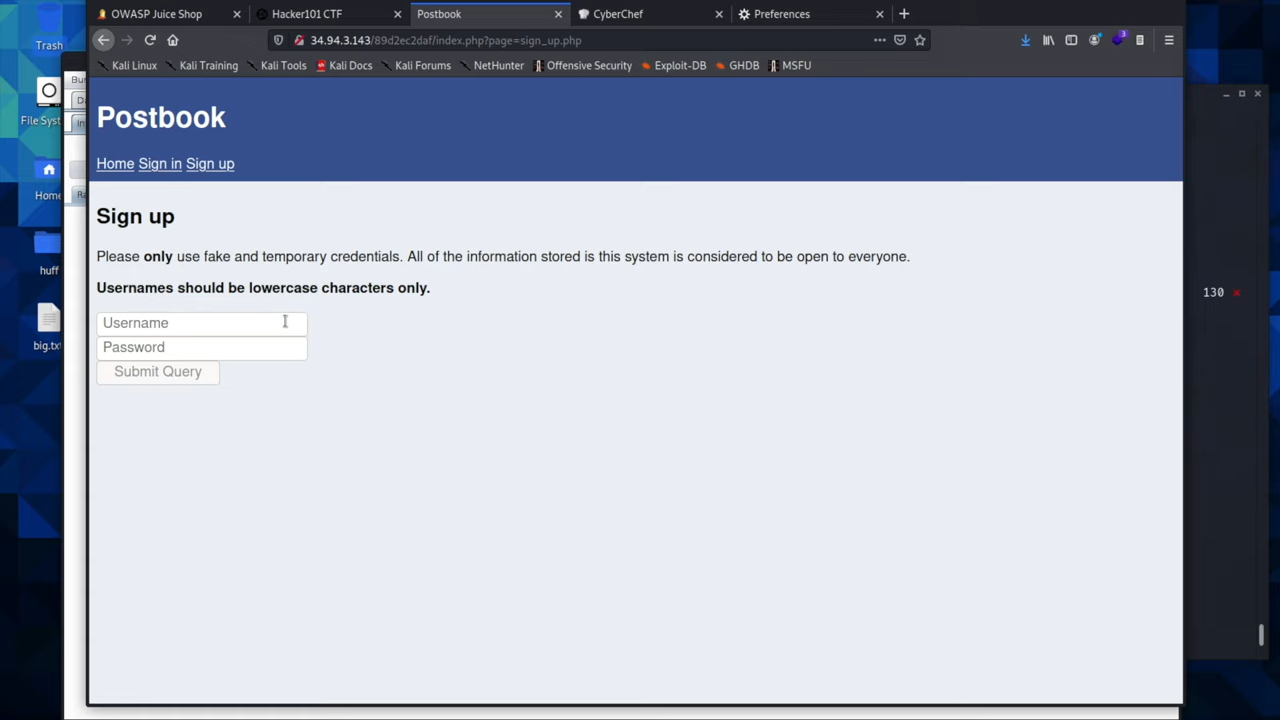 OWASP Juice Shop
Hacker101 CTF
Postbook
CyberChef
Preferences
34.94.3.143/89d2ec2daf/index.php?page=sign_up.php
3
Kali Linux
Kali Training
Kali Tools
Kali Docs
Kali Forums
NetHunter
Offensive Security
Exploit-DB
GHDB
MSFU
Trash
File Sys
Home
huff
big.tx
Bu
Postbook
Home Sign in Sign up
Sign up
Please only use fake and temporary credentials. All of the information stored is this system is considered to be open to everyone.
Usernames should be lowercase characters only.
Username
Password
Submit Query
130